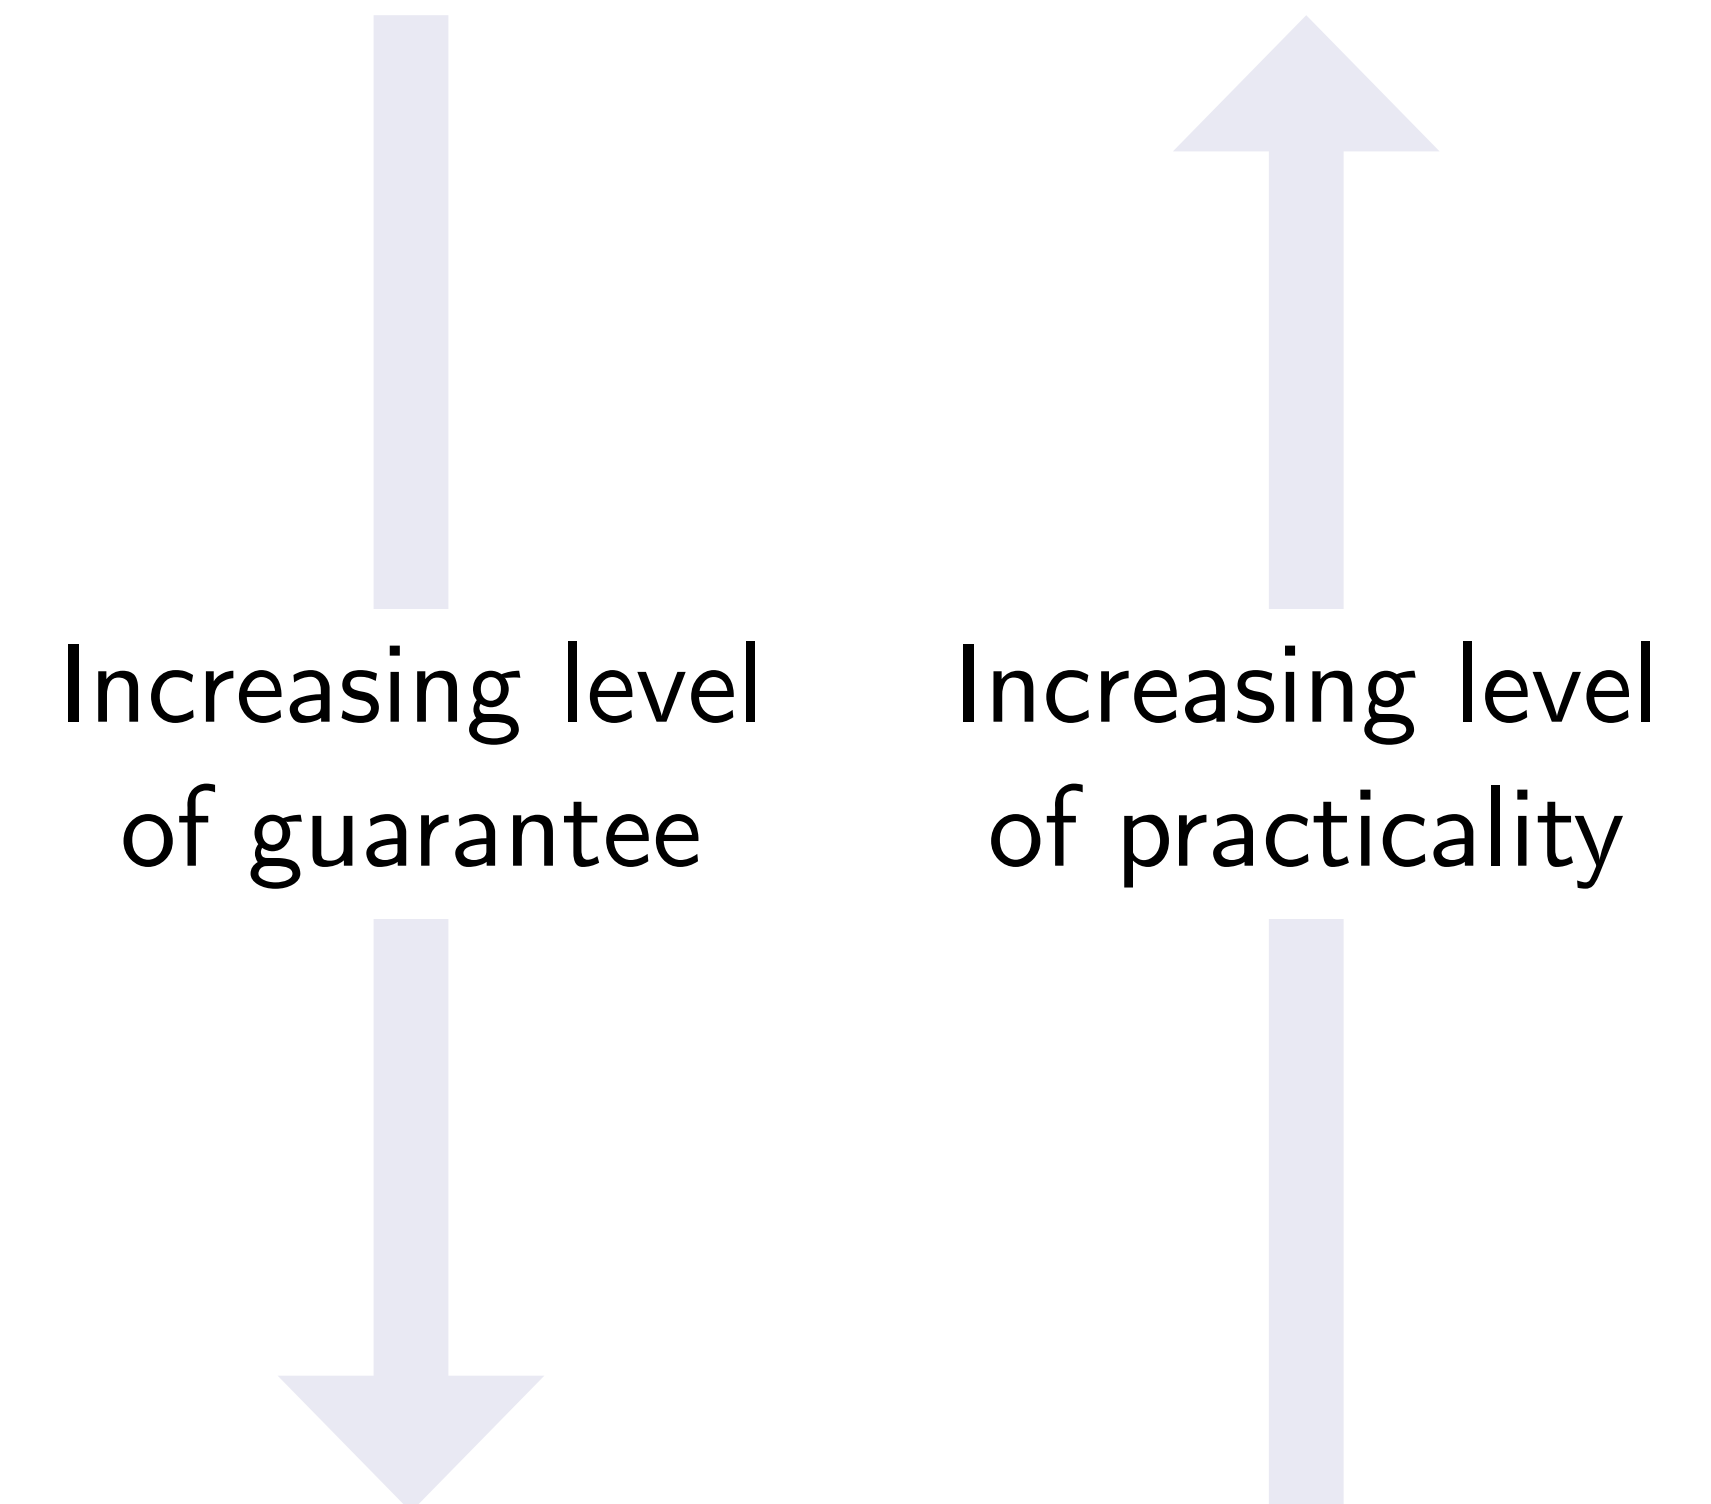 Increasing level
of guarantee
Increasing level
of practicality